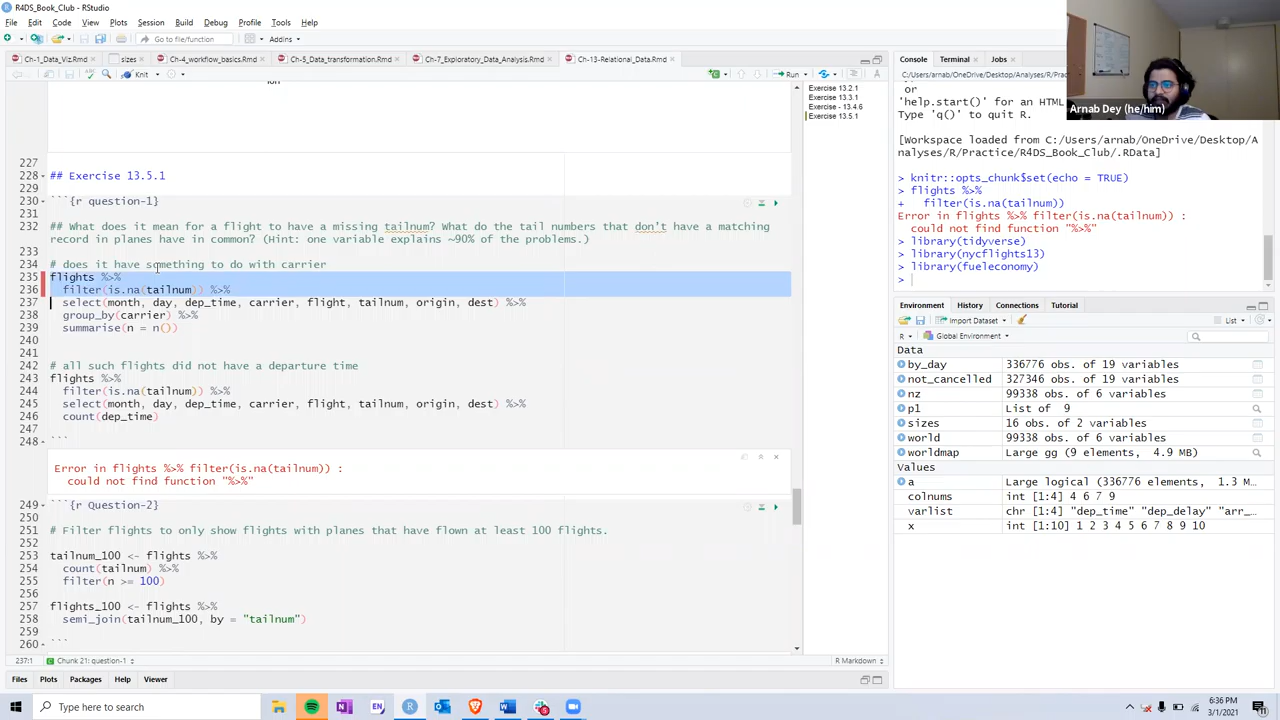 R4DS_Book_Club - RStudio
File Edit Code View Plots Session Build Debug Profile Tools Help
Go to file/function Addins
Ch-1_Data_Viz.Rmd sizes Ch-4_workflow_basics.Rmd Ch-5_Data_transformation.Rmd Ch-7_Exploratory_Data_Analysis.Rmd Ch-13-Relational_Data.Rmd
Knit Run
Exercise 13.2.1
Exercise 13.3.1
Exercise - 13.4.6
Exercise 13.5.1
227
228 ## Exercise 13.5.1
229
230 ```{r question-1}
231
232 ## What does it mean for a flight to have a missing tailnum? What do the tail numbers that don't have a matching
record in planes have in common? (Hint: one variable explains ~90% of the problems.)
233
234 # does it have something to do with carrier
235 flights %>%
236 filter(is.na(tailnum)) %>%
237 select(month, day, dep_time, carrier, flight, tailnum, origin, dest) %>%
238 group_by(carrier) %>%
239 summarise(n = n())
240
241
242 # all such flights did not have a departure time
243 flights %>%
244 filter(is.na(tailnum)) %>%
245 select(month, day, dep_time, carrier, flight, tailnum, origin, dest) %>%
246 count(dep_time)
247
248 ```
Error in flights %>% filter(is.na(tailnum)) :
could not find function "%>%"
249 ```{r Question-2}
250
251 # Filter flights to only show flights with planes that have flown at least 100 flights.
252
253 tailnum_100 <- flights %>%
254 count(tailnum) %>%
255 filter(n >= 100)
256
257 flights_100 <- flights %>%
258 semi_join(tailnum_100, by = "tailnum")
259
260 ```
237:1 Chunk 21: question-1 R Markdown
Files Plots Packages Help Viewer
Console Terminal Jobs
C:/Users/arnab/OneDrive/Desktop/Analyses/R/Practice/R4DS_Book_Club/
or
'help.start()' for an HTM
Type 'q()' to quit R.
[Workspace loaded from C:/Users/arnab/OneDrive/Desktop/A
nalyses/R/Practice/R4DS_Book_Club/.RData]
> knitr::opts_chunk$set(echo = TRUE)
> flights %>%
+ filter(is.na(tailnum))
Error in flights %>% filter(is.na(tailnum)) :
could not find function "%>%"
> library(tidyverse)
> library(nycflights13)
> library(fueleconomy)
>
Environment History Connections Tutorial
Import Dataset List
R Global Environment
Data
by_day 336776 obs. of 19 variables
not_cancelled 327346 obs. of 19 variables
nz 99338 obs. of 6 variables
p1 List of 9
sizes 16 obs. of 2 variables
world 99338 obs. of 6 variables
worldmap Large gg (9 elements, 4.9 MB)
Values
a Large logical (336776 elements, 1.3 M…
colnums int [1:4] 4 6 7 9
varlist chr [1:4] "dep_time" "dep_delay" "arr_…
x int [1:10] 1 2 3 4 5 6 7 8 9 10
Arnab Dey (he/him)
Type here to search
EN
6:36 PM
3/1/2021